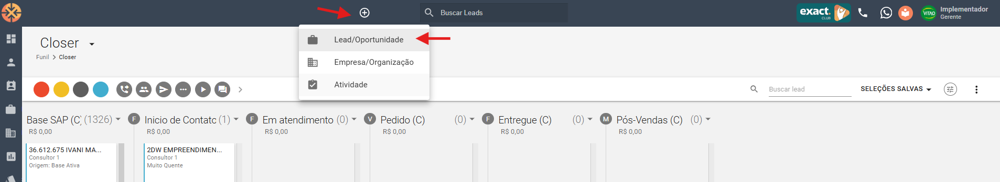 Buscar Leads
exact.
CLUB
VITAO
Implementador
Gerente
Closer
Funil > Closer
Lead/Oportunidade
Empresa/Organização
Atividade
Buscar lead
SELEÇÕES SALVAS
Base SAP (C) (1326)
R$ 0,00
F
Inicio de Contato (1)
R$ 0,00
F
Em atendimento (0)
R$ 0,00
V
Pedido (C) (0)
R$ 0,00
F
Entregue (C) (0)
R$ 0,00
M
Pós-Vendas (C) (0)
R$ 0,00
36.612.675 IVANI MA...
Consultor 1
Origem: Base Ativa
2DW EMPREENDIMEN...
Consultor 1
Muito Quente